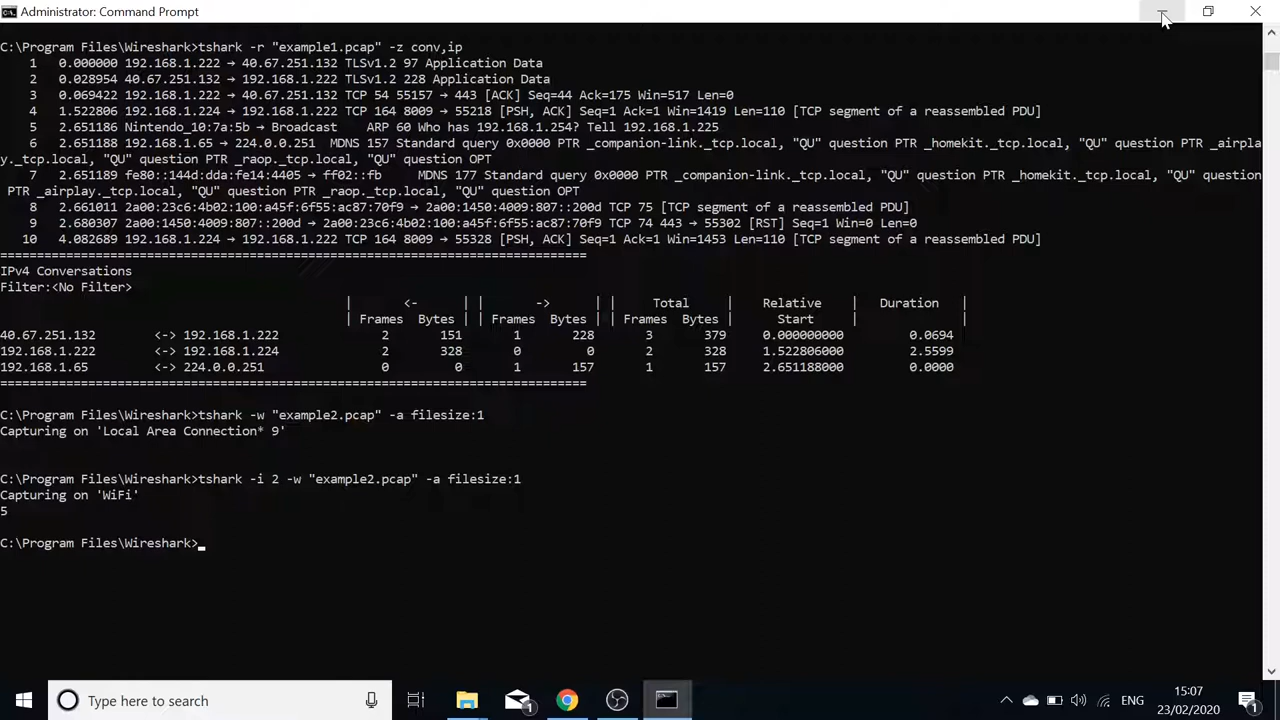 Administrator: Command Prompt
C:\Program Files\Wireshark>tshark -r "example1.pcap" -z conv,ip
1 0.000000 192.168.1.222 → 40.67.251.132 TLSv1.2 97 Application Data
2 0.028954 40.67.251.132 → 192.168.1.222 TLSv1.2 228 Application Data
3 0.069422 192.168.1.222 → 40.67.251.132 TCP 54 55157 → 443 [ACK] Seq=44 Ack=175 Win=517 Len=0
4 1.522806 192.168.1.224 → 192.168.1.222 TCP 164 8009 → 55218 [PSH, ACK] Seq=1 Ack=1 Win=1419 Len=110 [TCP segment of a reassembled PDU]
5 2.651186 Nintendo_10:7a:5b → Broadcast ARP 60 Who has 192.168.1.254? Tell 192.168.1.225
6 2.651188 192.168.1.65 → 224.0.0.251 MDNS 157 Standard query 0x0000 PTR _companion-link._tcp.local, "QU" question PTR _homekit._tcp.local, "QU" question PTR _airpla
y._tcp.local, "QU" question PTR _raop._tcp.local, "QU" question OPT
7 2.651189 fe80::144d:dda:fe14:4405 → ff02::fb MDNS 177 Standard query 0x0000 PTR _companion-link._tcp.local, "QU" question PTR _homekit._tcp.local, "QU" question
PTR _airplay._tcp.local, "QU" question PTR _raop._tcp.local, "QU" question OPT
8 2.661011 2a00:23c6:4b02:100:a45f:6f55:ac87:70f9 → 2a00:1450:4009:807::200d TCP 75 [TCP segment of a reassembled PDU]
9 2.680307 2a00:1450:4009:807::200d → 2a00:23c6:4b02:100:a45f:6f55:ac87:70f9 TCP 74 443 → 55302 [RST] Seq=1 Win=0 Len=0
10 4.082689 192.168.1.224 → 192.168.1.222 TCP 164 8009 → 55328 [PSH, ACK] Seq=1 Ack=1 Win=1453 Len=110 [TCP segment of a reassembled PDU]
================================================================================
IPv4 Conversations
Filter:<No Filter>
| <- | | -> | | Total | Relative | Duration |
| Frames Bytes | | Frames Bytes | | Frames Bytes | Start | |
40.67.251.132 <-> 192.168.1.222 2 151 1 228 3 379 0.000000000 0.0694
192.168.1.222 <-> 192.168.1.224 2 328 0 0 2 328 1.522806000 2.5599
192.168.1.65 <-> 224.0.0.251 0 0 1 157 1 157 2.651188000 0.0000
================================================================================
C:\Program Files\Wireshark>tshark -w "example2.pcap" -a filesize:1
Capturing on 'Local Area Connection* 9'
C:\Program Files\Wireshark>tshark -i 2 -w "example2.pcap" -a filesize:1
Capturing on 'WiFi'
5
C:\Program Files\Wireshark>_
Type here to search
1
ENG
15:07
23/02/2020
1